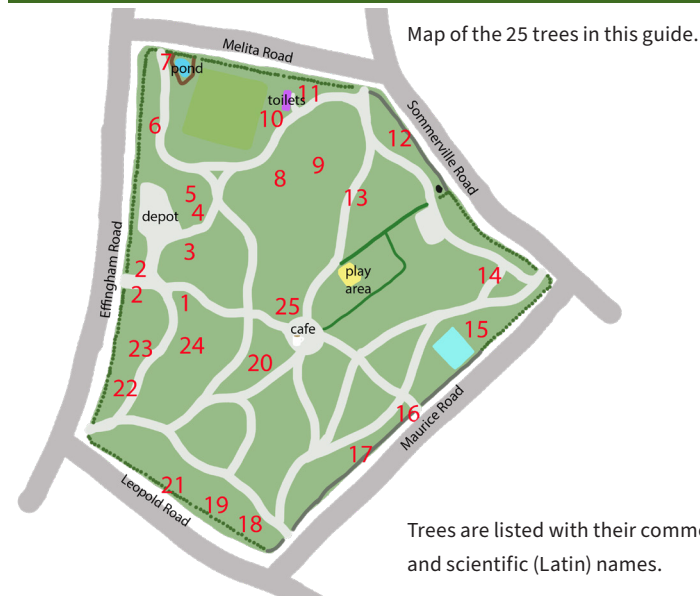 Map of the 25 trees in this guide.
Melita Road
7
pond
toilets
11
10
6
12
Sommerville Road
9
8
13
5
4
depot
3
Effingham Road
2
2
play
area
14
1
25
cafe
15
23
24
20
22
16
Maurice Road
17
21
19
18
Leopold Road
Trees are listed with their comm
and scientific (Latin) names.